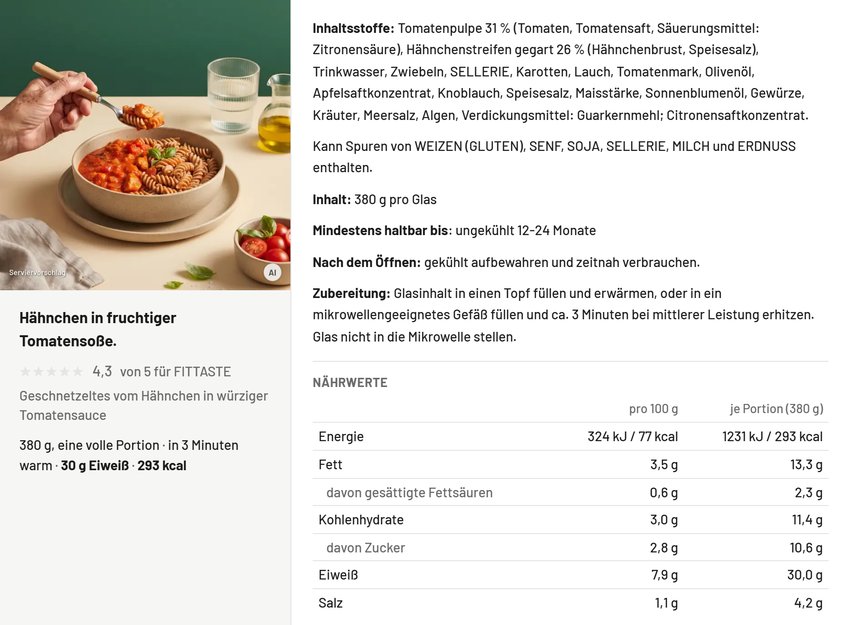 Serviervorschlag
AI
Hähnchen in fruchtiger
Tomatensoße.
★★★★★ 4,3 von 5 für FITTASTE
Geschnetzeltes vom Hähnchen in würziger
Tomatensauce
380 g, eine volle Portion · in 3 Minuten
warm · 30 g Eiweiß · 293 kcal
Inhaltsstoffe: Tomatenpulpe 31 % (Tomaten, Tomatensaft, Säuerungsmittel:
Zitronensäure), Hähnchenstreifen gegart 26 % (Hähnchenbrust, Speisesalz),
Trinkwasser, Zwiebeln, SELLERIE, Karotten, Lauch, Tomatenmark, Olivenöl,
Apfelsaftkonzentrat, Knoblauch, Speisesalz, Maisstärke, Sonnenblumenöl, Gewürze,
Kräuter, Meersalz, Algen, Verdickungsmittel: Guarkernmehl; Citronensaftkonzentrat.
Kann Spuren von WEIZEN (GLUTEN), SENF, SOJA, SELLERIE, MILCH und ERDNUSS
enthalten.
Inhalt: 380 g pro Glas
Mindestens haltbar bis: ungekühlt 12-24 Monate
Nach dem Öffnen: gekühlt aufbewahren und zeitnah verbrauchen.
Zubereitung: Glasinhalt in einen Topf füllen und erwärmen, oder in ein
mikrowellengeeignetes Gefäß füllen und ca. 3 Minuten bei mittlerer Leistung erhitzen.
Glas nicht in die Mikrowelle stellen.
NÄHRWERTE
pro 100 g je Portion (380 g)
Energie 324 kJ / 77 kcal 1231 kJ / 293 kcal
Fett 3,5 g 13,3 g
davon gesättigte Fettsäuren 0,6 g 2,3 g
Kohlenhydrate 3,0 g 11,4 g
davon Zucker 2,8 g 10,6 g
Eiweiß 7,9 g 30,0 g
Salz 1,1 g 4,2 g